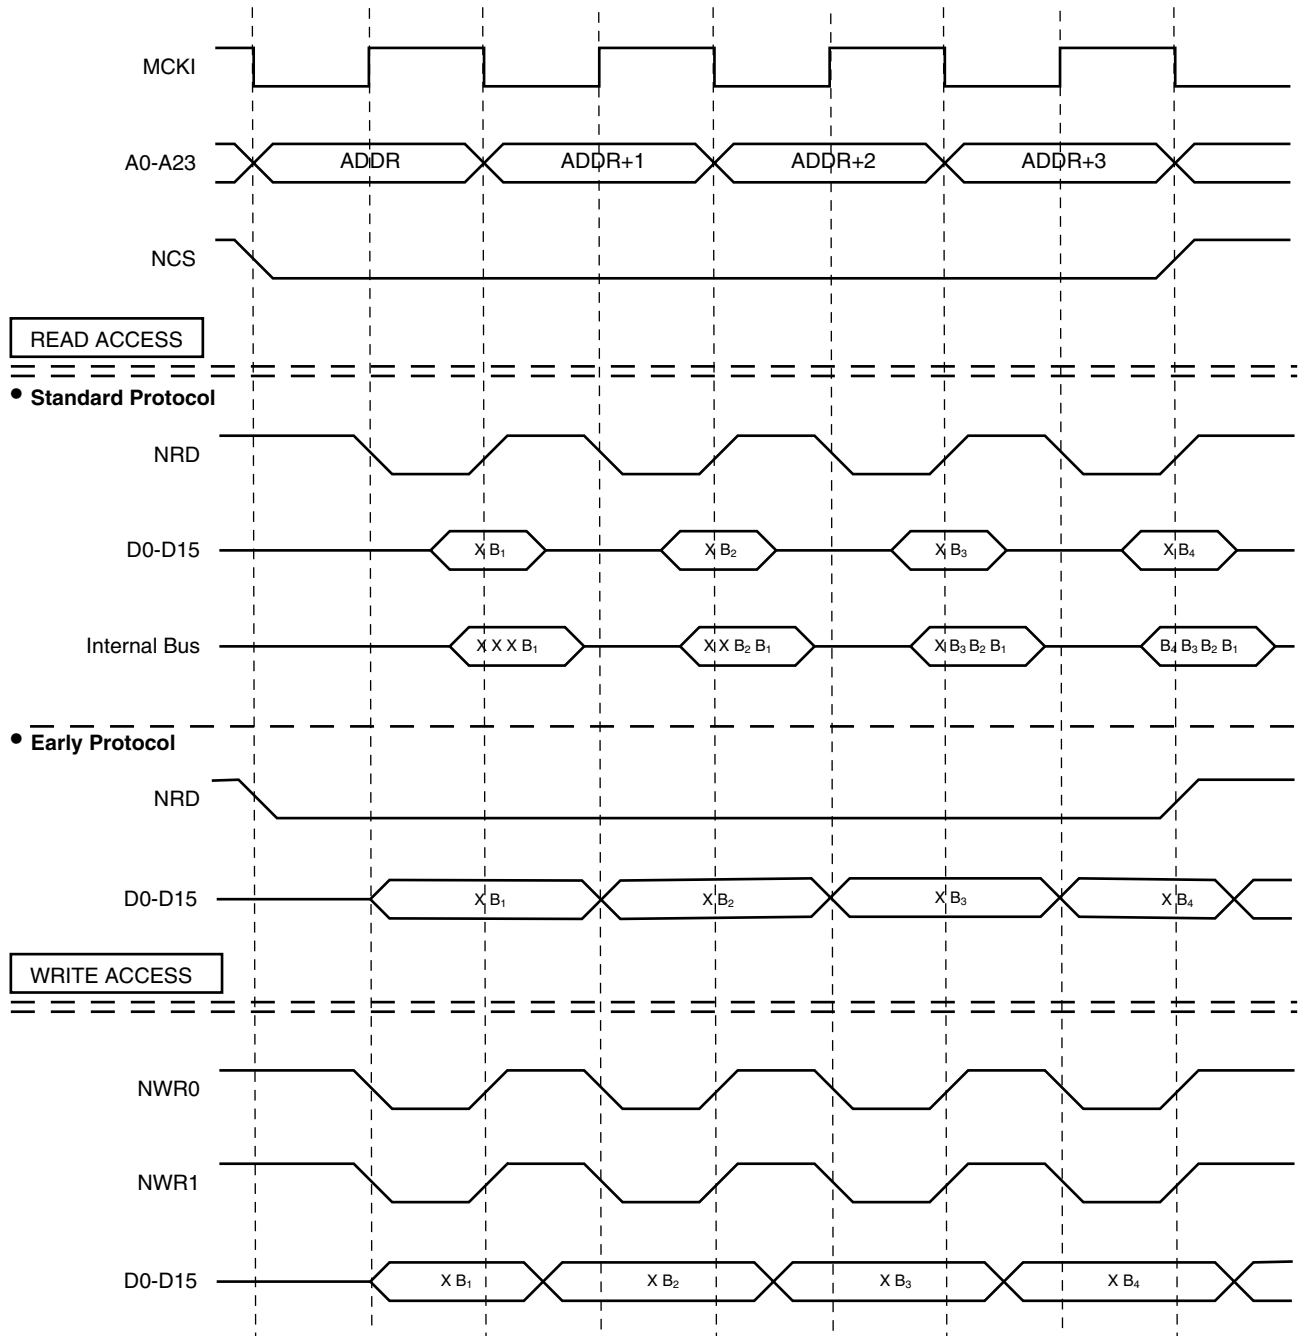 MCKI
A0-A23 ADDR ADDR+1 ADDR+2 ADDR+3
NCS
READ ACCESS
• Standard Protocol
NRD
D0-D15 X B₁ X B₂ X B₃ X B₄
Internal Bus X X X B₁ X X B₂ B₁ X B₃ B₂ B₁ B₄ B₃ B₂ B₁
• Early Protocol
NRD
D0-D15 X B₁ X B₂ X B₃ X B₄
WRITE ACCESS
NWR0
NWR1
D0-D15 X B₁ X B₂ X B₃ X B₄